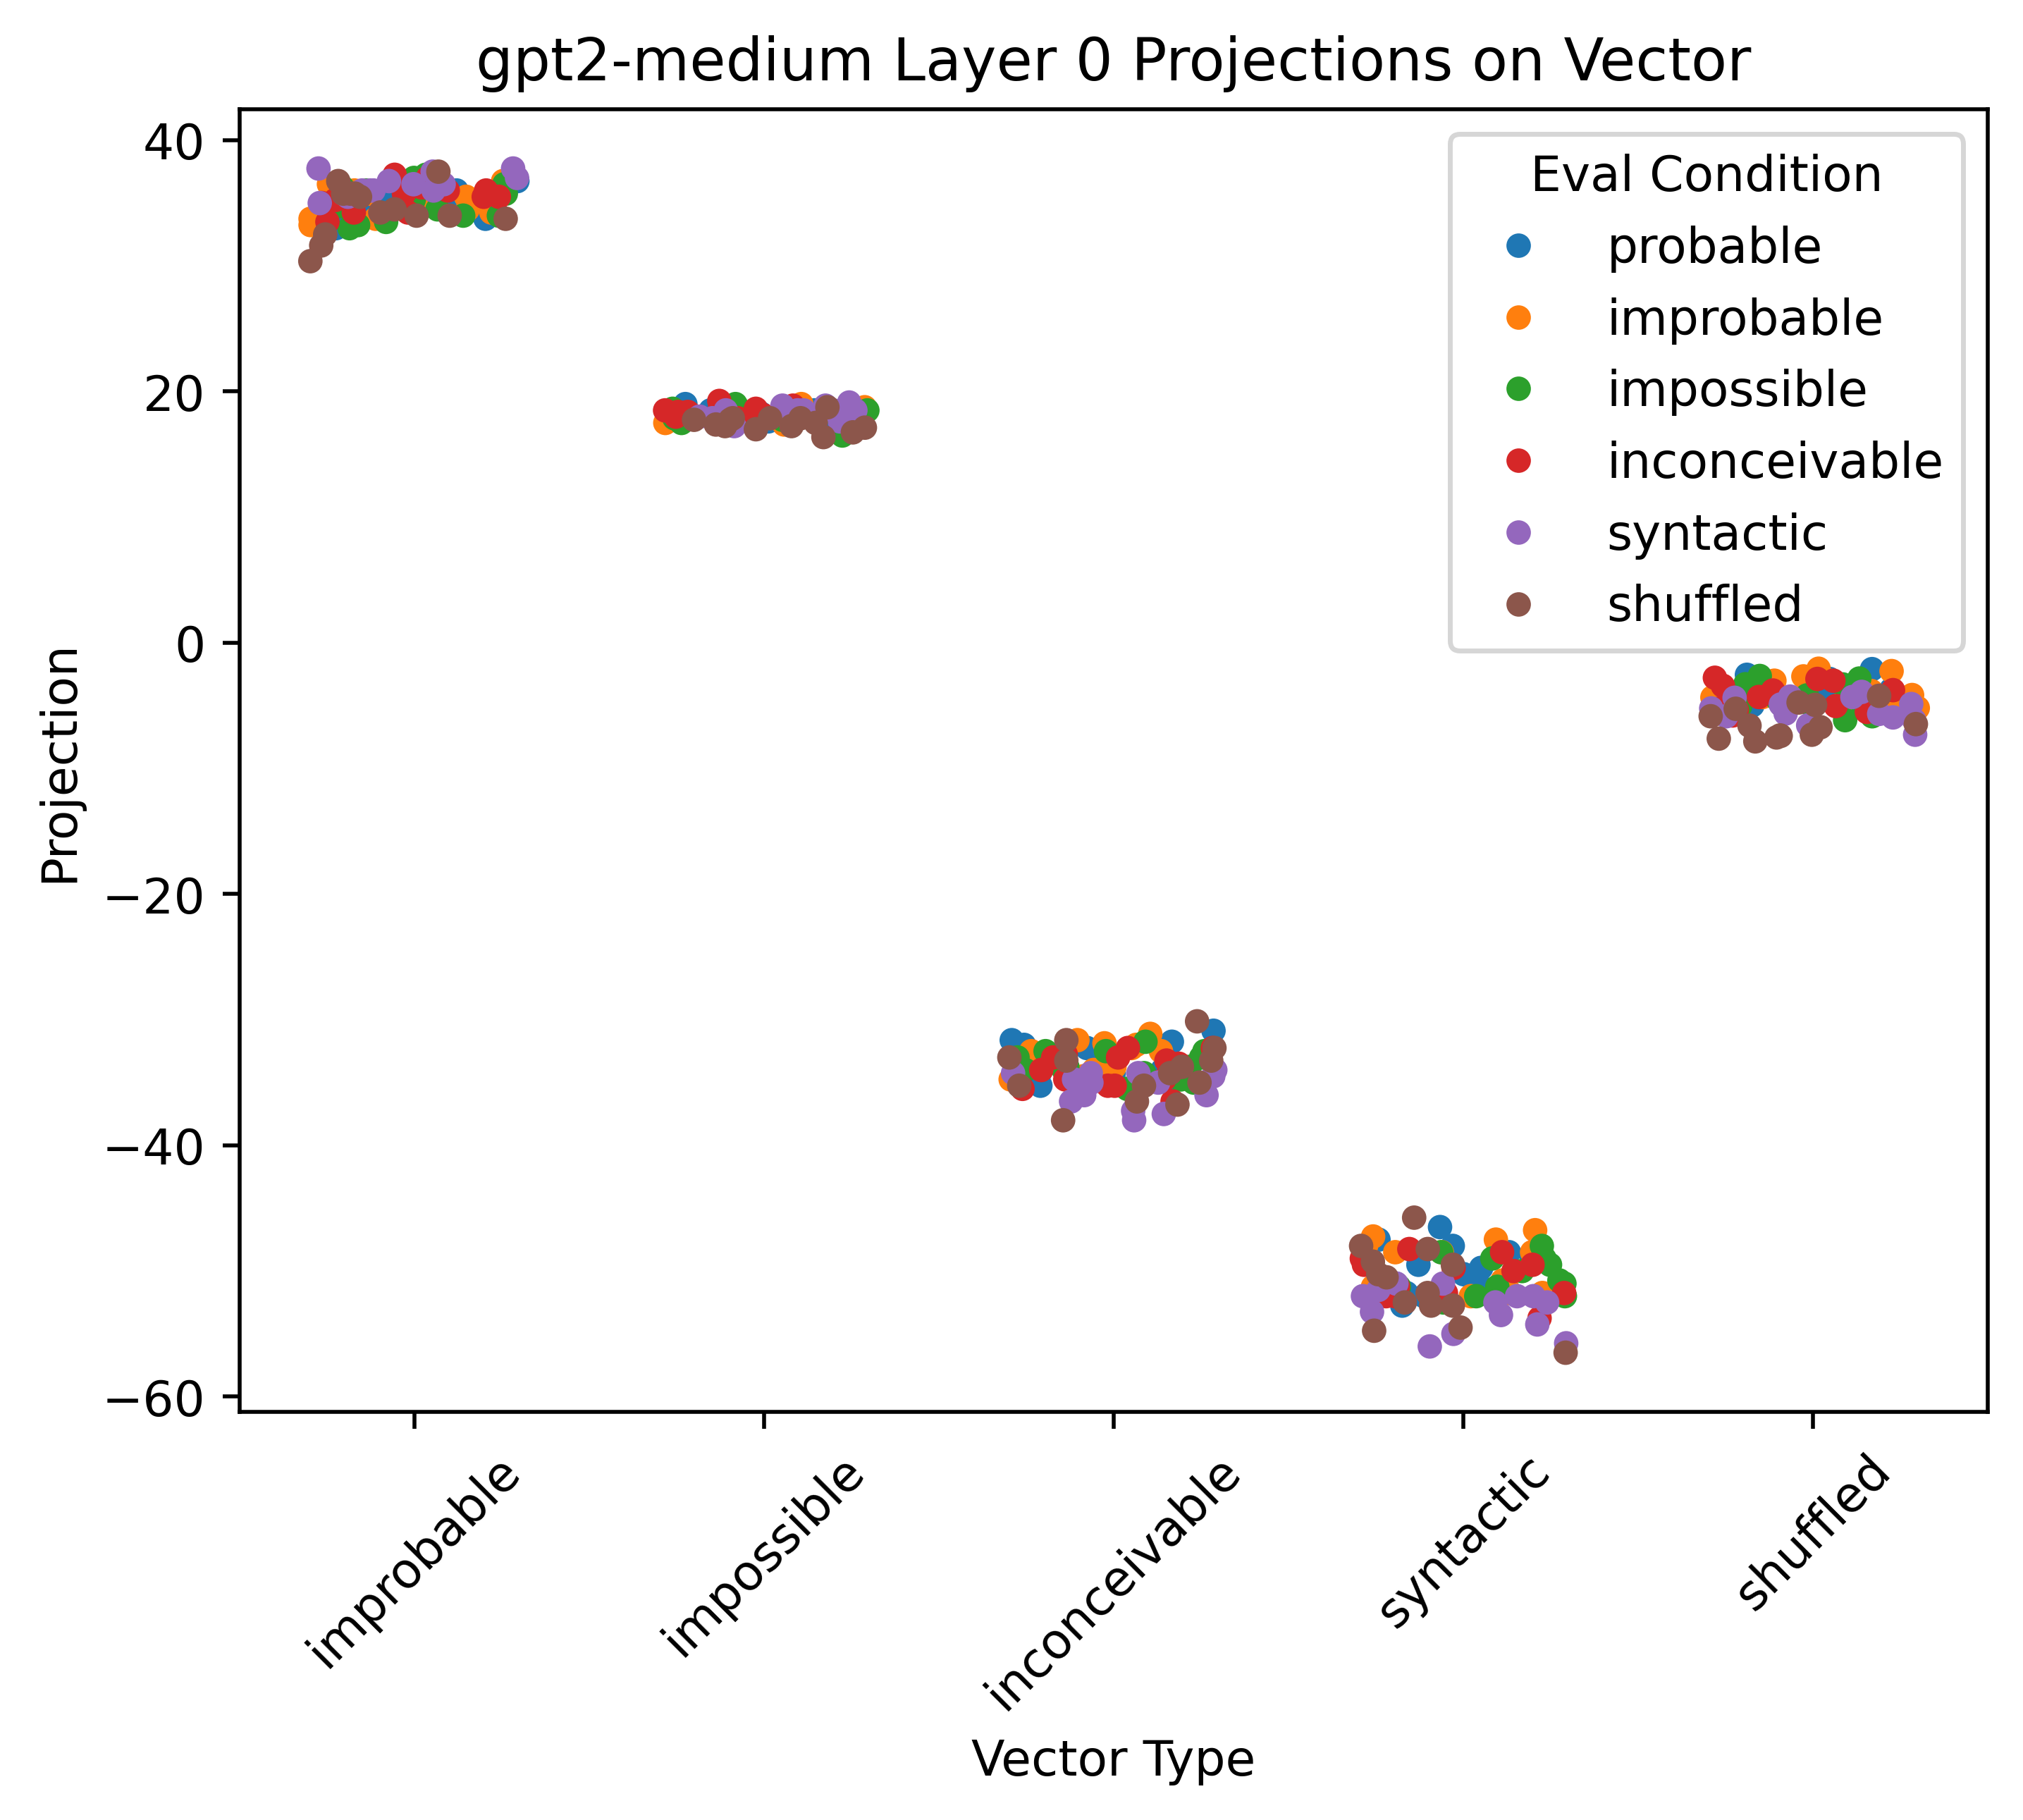 gpt2-medium Layer 0 Projections on Vector
Eval Condition
probable
improbable
impossible
inconceivable
syntactic
shuffled
40
20
0
−20
−40
−60
Projection
improbable
impossible
inconceivable
syntactic
shuffled
Vector Type